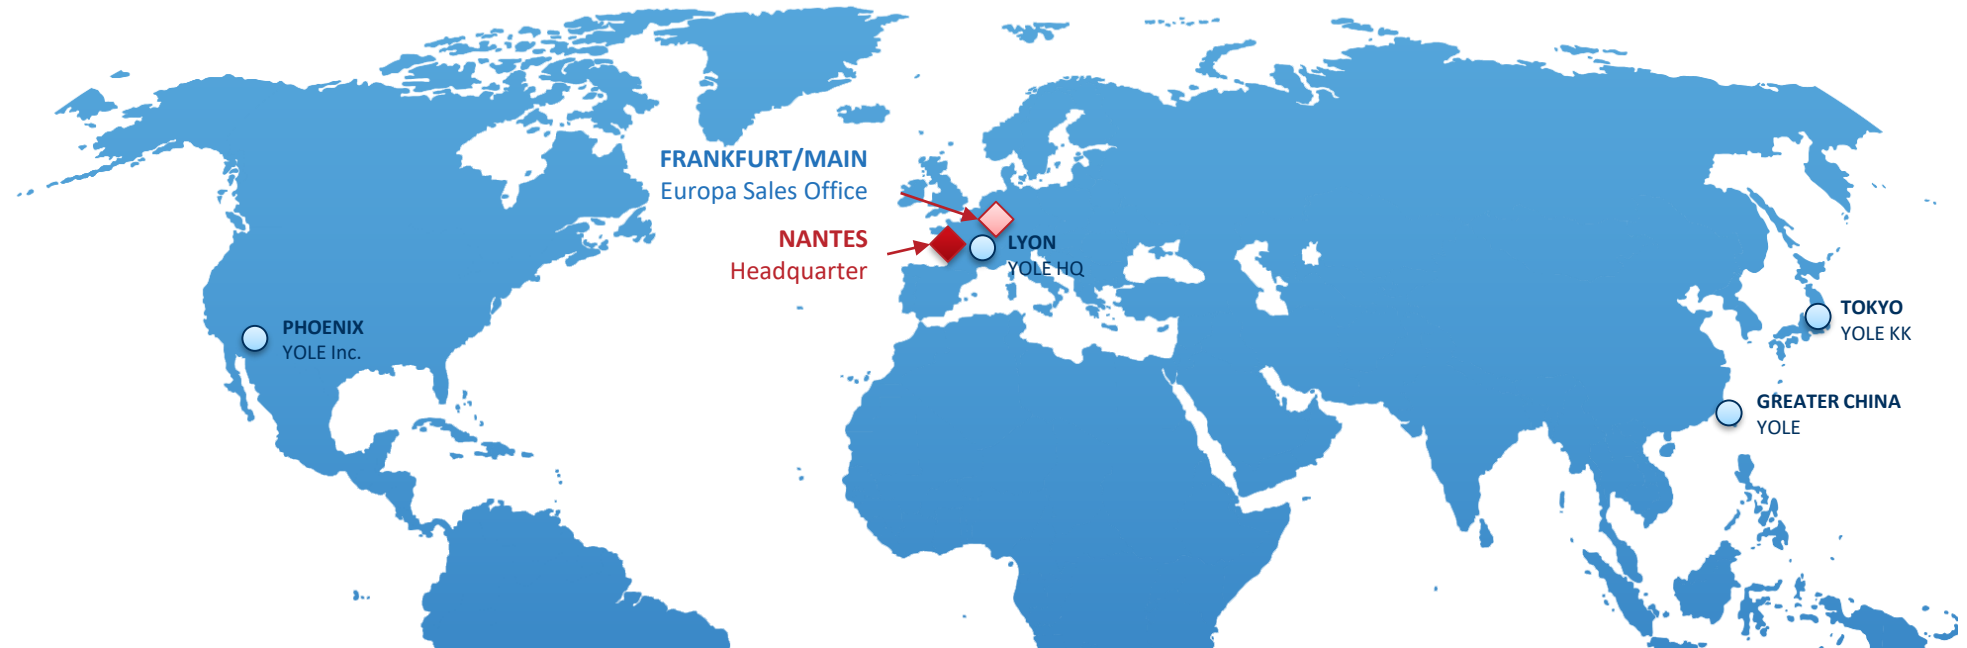 FRANKFURT/MAIN
Europa Sales Office
NANTES
Headquarter
LYON
YOLE HQ
PHOENIX
YOLE Inc.
TOKYO
YOLE KK
GREATER CHINA
YOLE